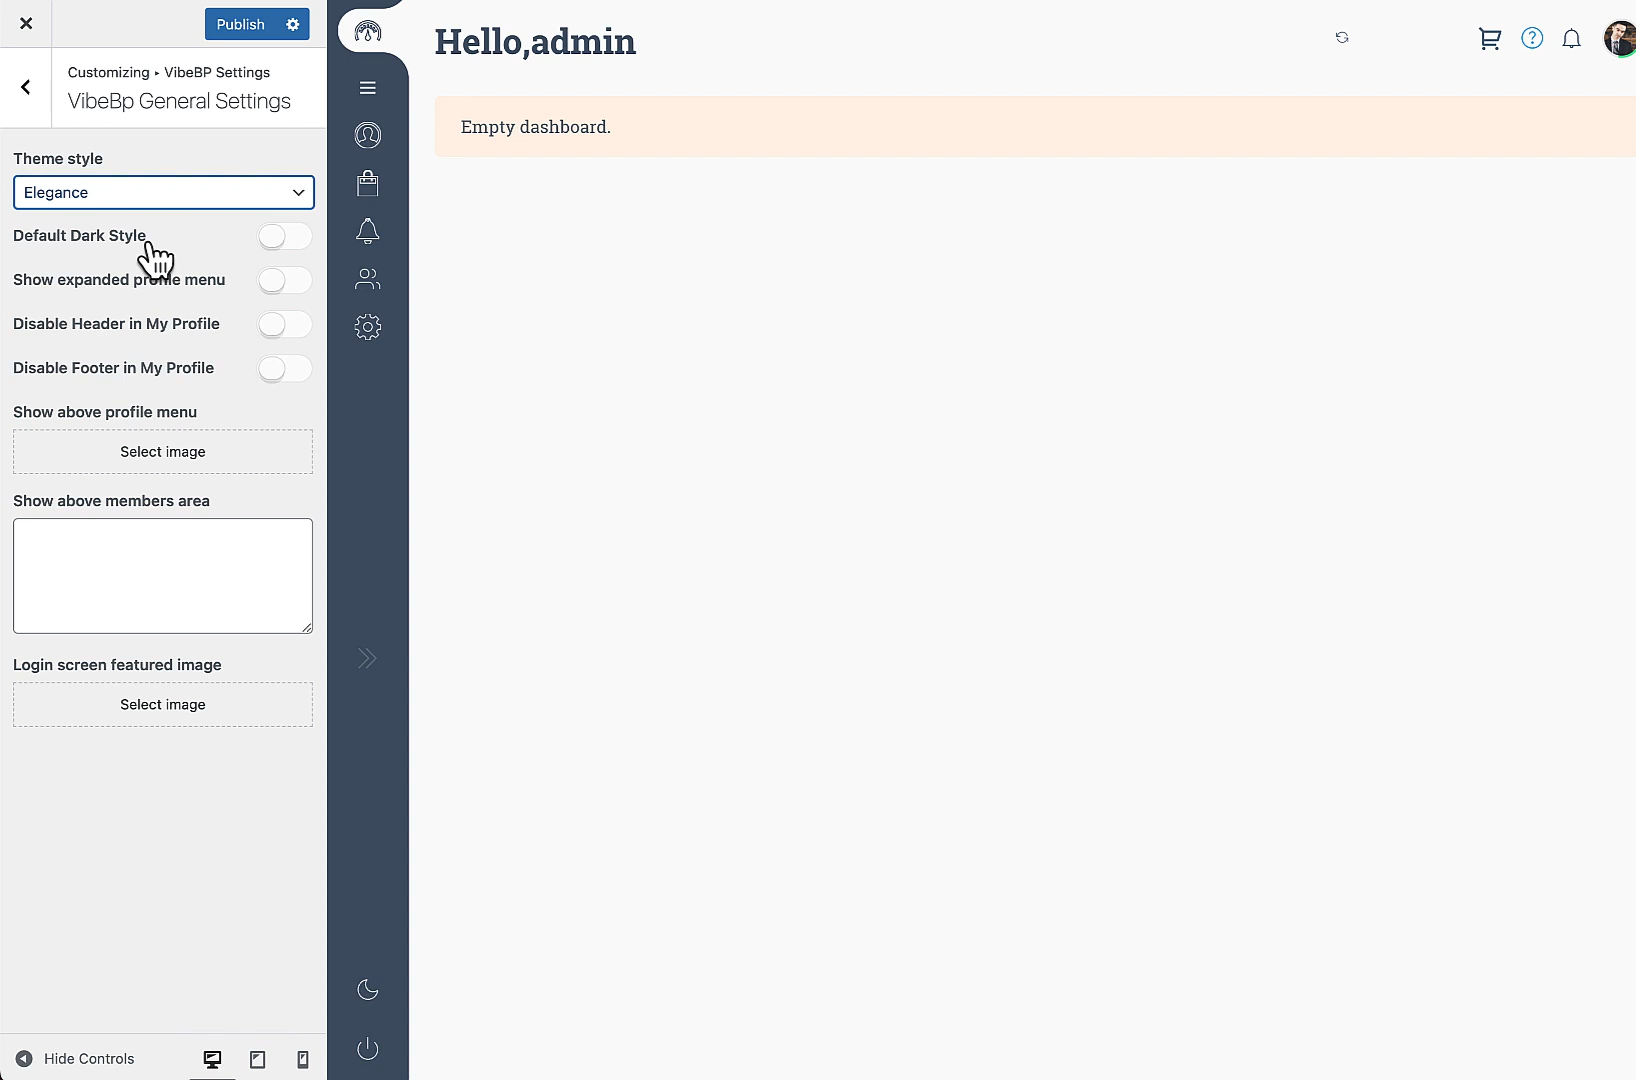 Publish
Customizing ▸ VibeBP Settings
VibeBp General Settings
Theme style
Elegance
Default Dark Style
Show expanded profile menu
Disable Header in My Profile
Disable Footer in My Profile
Show above profile menu
Select image
Show above members area
Login screen featured image
Select image
Hide Controls
Hello,admin
Empty dashboard.